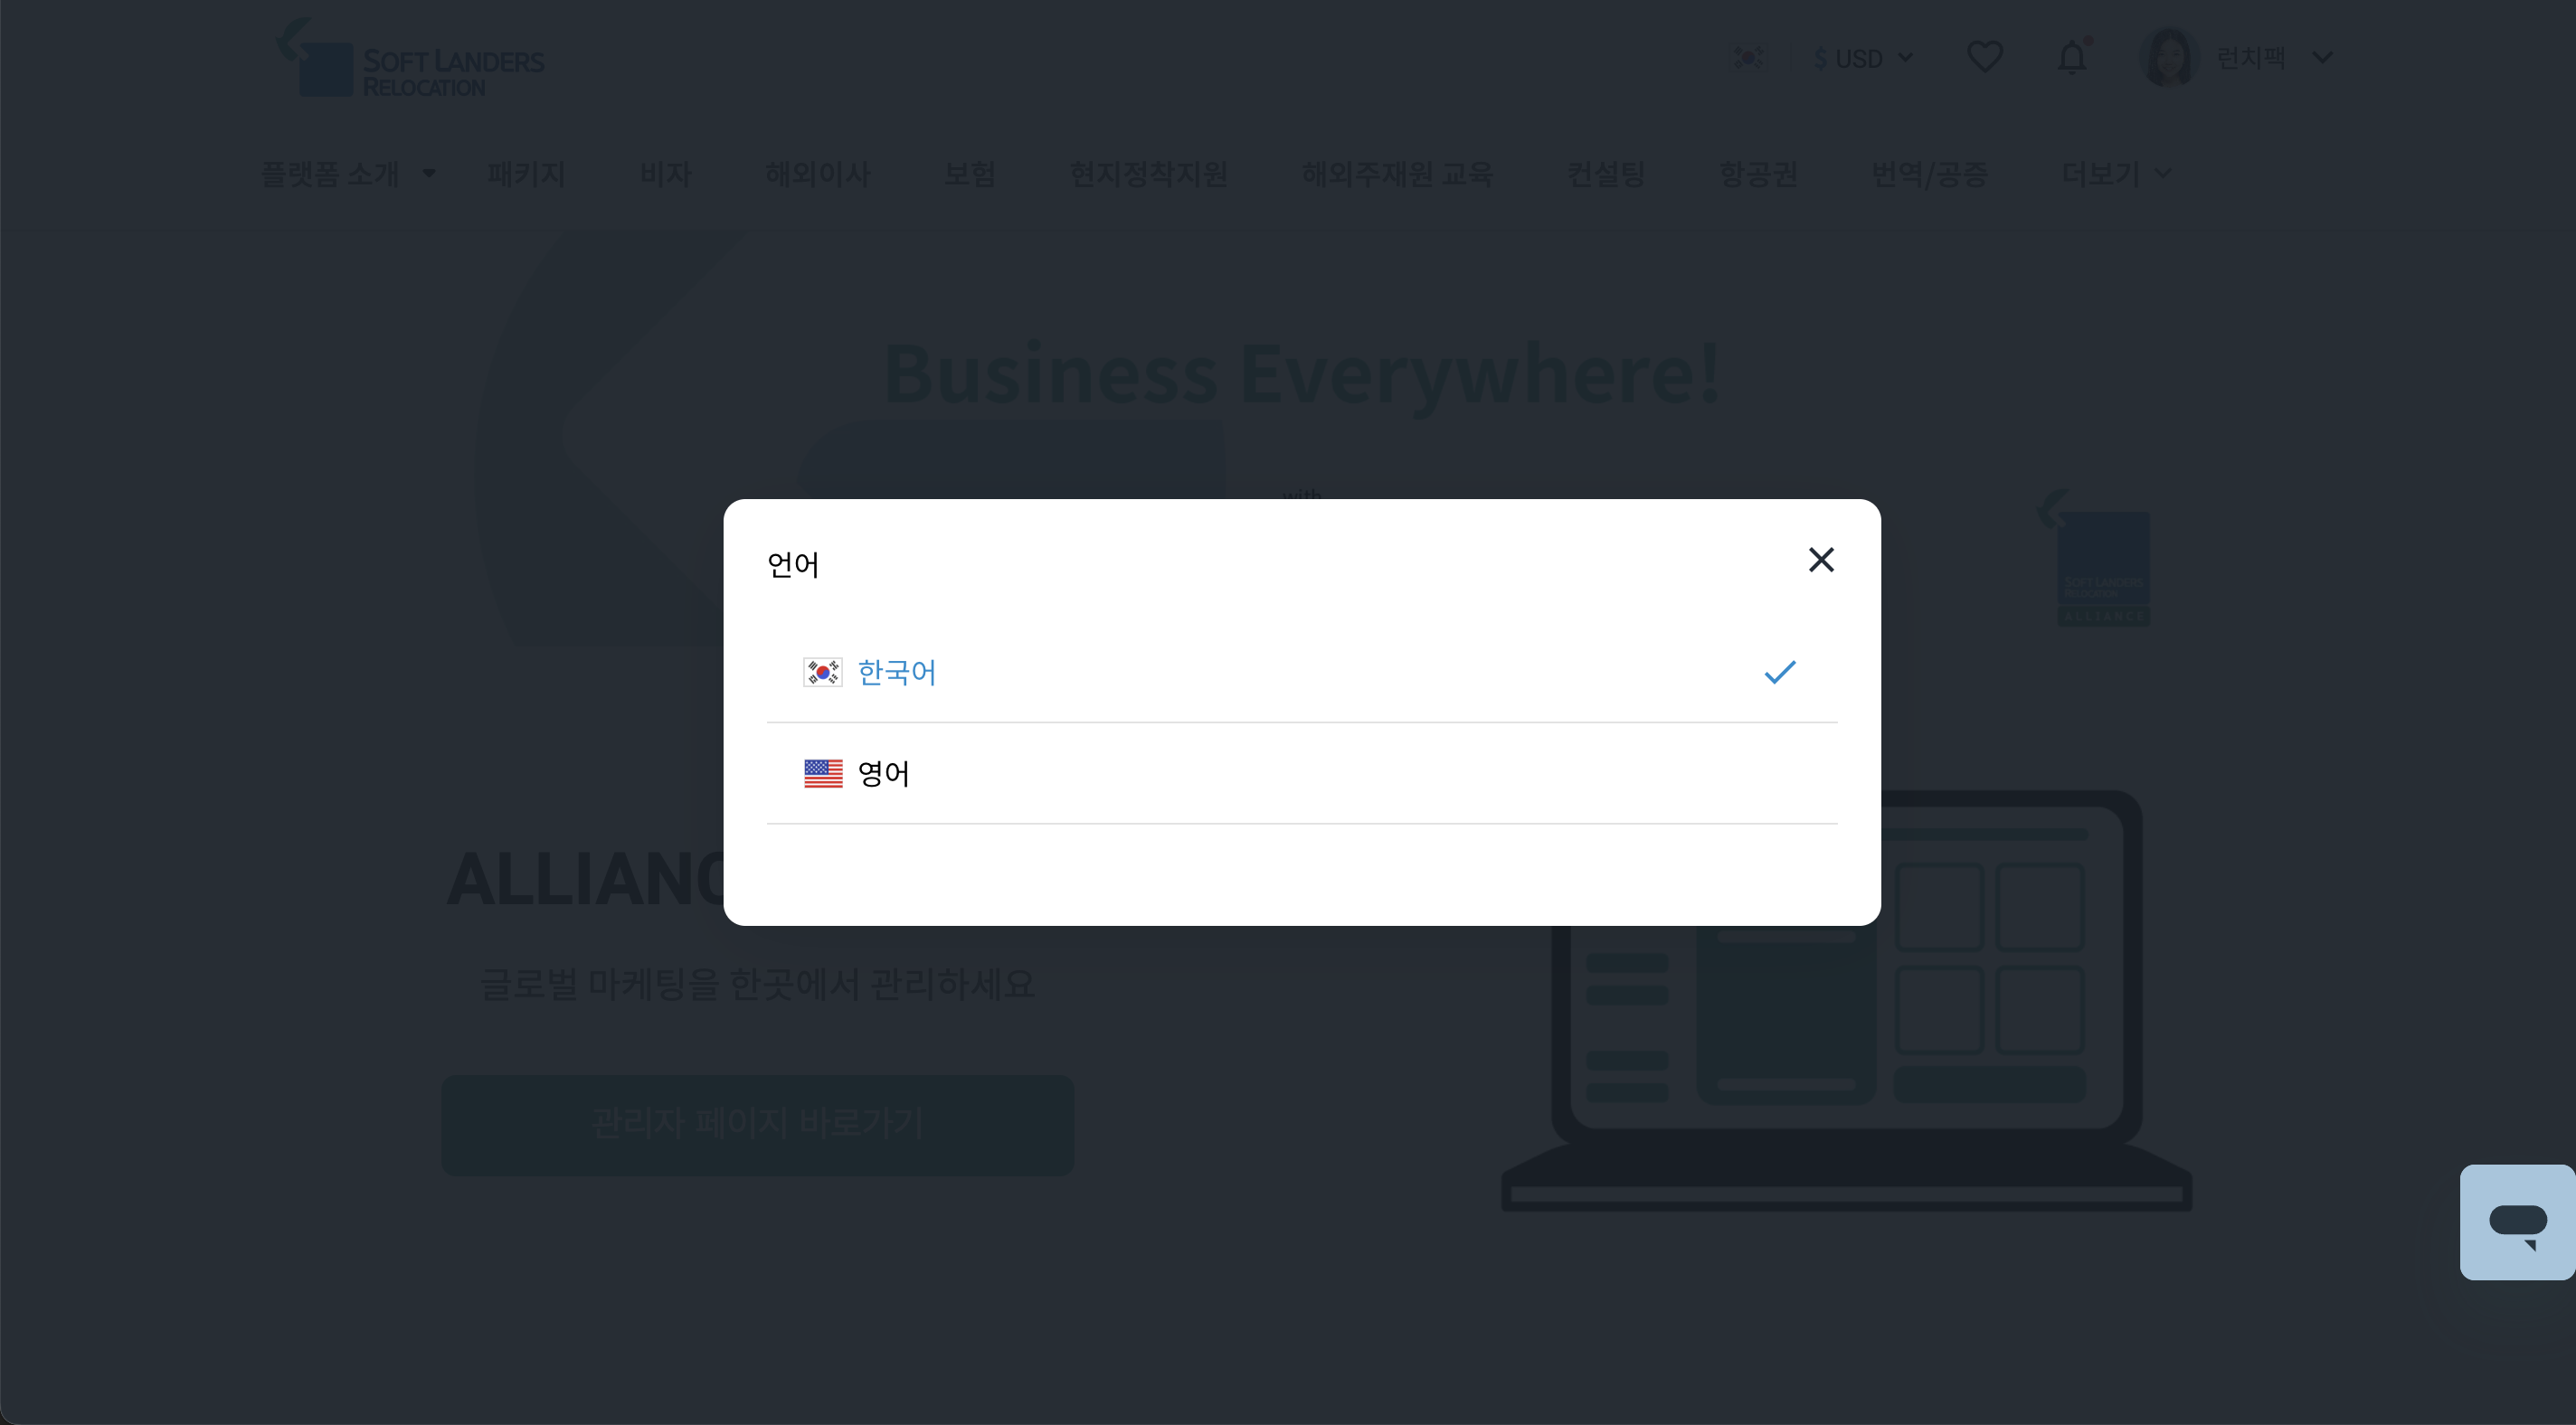 SOFT LANDERS
RELOCATION
$ USD
런치팩
플랫폼 소개
패키지
비자
해외이사
보험
현지정착지원
해외주재원 교육
컨설팅
항공권
번역/공증
더보기
Business Everywhere!
with
언어
한국어
영어
SOFT LANDERS
RELOCATION
ALLIANCE
ALLIANC
글로벌 마케팅을 한곳에서 관리하세요
관리자 페이지 바로가기